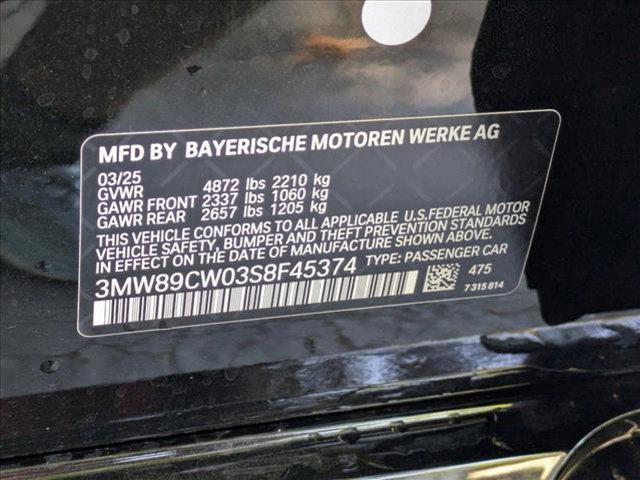 MFD BY BAYERISCHE MOTOREN WERKE AG
03/25
GVWR 4872 lbs 2210 kg
GAWR FRONT 2337 lbs 1060 kg
GAWR REAR 2657 lbs 1205 kg
THIS VEHICLE CONFORMS TO ALL APPLICABLE U.S.FEDERAL MOTOR
VEHICLE SAFETY, BUMPER AND THEFT PREVENTION STANDARDS
IN EFFECT ON THE DATE OF MANUFACTURE SHOWN ABOVE.
3MW89CW03S8F45374 TYPE: PASSENGER CAR
475
7 315 814